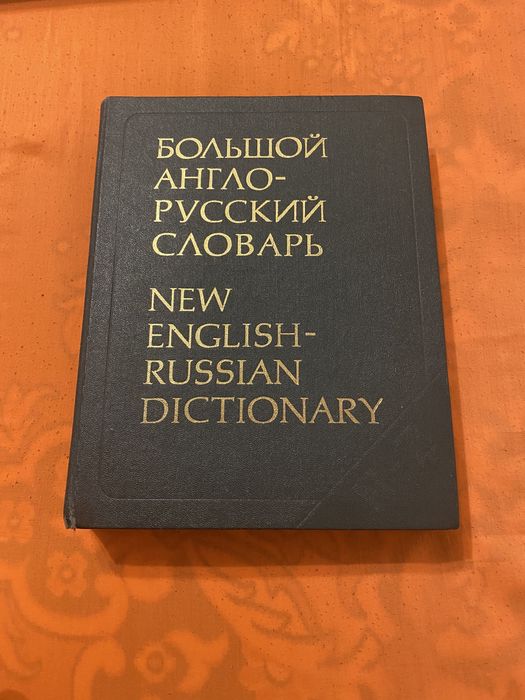 БОЛЬШОЙ
АНГЛО-
РУССКИЙ
СЛОВАРЬ
NEW
ENGLISH-
RUSSIAN
DICTIONARY
N-Z